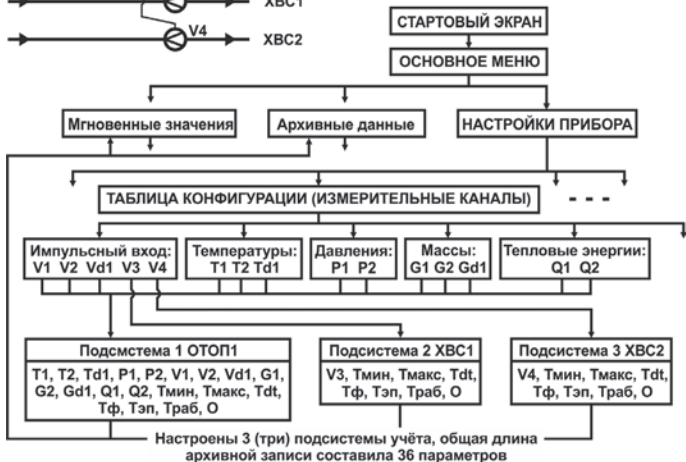 ХВС1
V4
ХВС2
СТАРТОВЫЙ ЭКРАН
ОСНОВНОЕ МЕНЮ
Мгновенные значения
Архивные данные
НАСТРОЙКИ ПРИБОРА
ТАБЛИЦА КОНФИГУРАЦИИ (ИЗМЕРИТЕЛЬНЫЕ КАНАЛЫ)
- - -
Импульсный вход:
V1 V2 Vd1 V3 V4
Температуры:
T1 T2 Td1
Давления:
P1 P2
Массы:
G1 G2 Gd1
Тепловые энергии:
Q1 Q2
Подсмстема 1 ОТОП1
T1, T2, Td1, P1, P2, V1, V2, Vd1, G1,
G2, Gd1, Q1, Q2, Тмин, Тмакс, Tdt,
Тф, Тэп, Траб, О
Подсистема 2 ХВС1
V3, Тмин, Тмакс, Tdt,
Тф, Тэп, Траб, О
Подсистема 3 ХВС2
V4, Тмин, Тмакс, Tdt,
Тф, Тэп, Траб, О
Настроены 3 (три) подсистемы учёта, общая длина
архивной записи составила 36 параметров